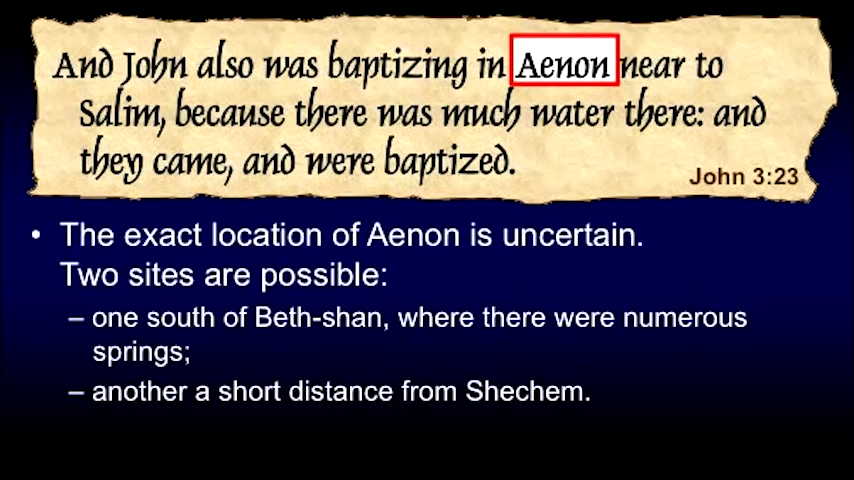 And John also was baptizing in Aenon near to
Salim, because there was much water there: and
they came, and were baptized.
John 3:23
• The exact location of Aenon is uncertain.
Two sites are possible:
– one south of Beth-shan, where there were numerous
springs;
– another a short distance from Shechem.